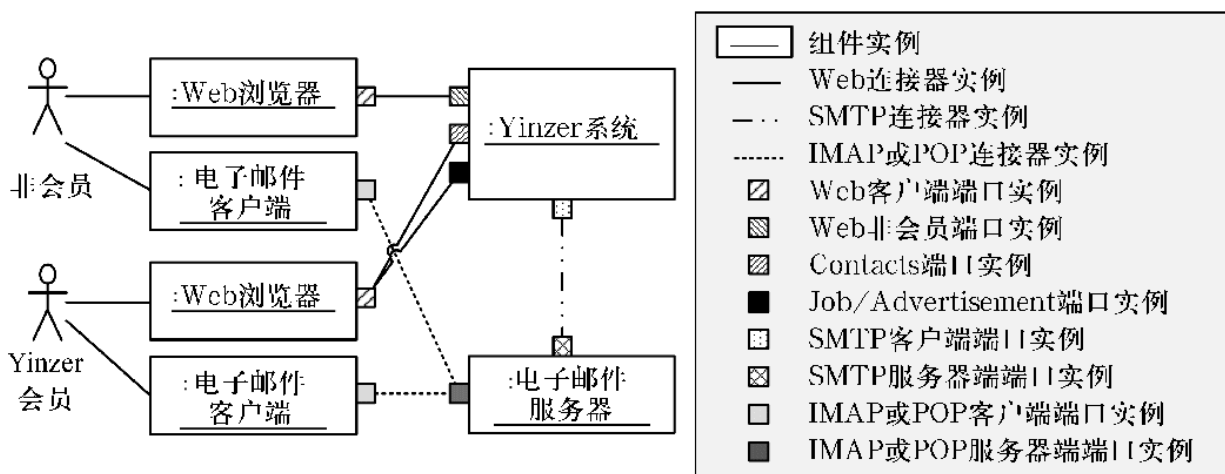 :Web浏览器
:Yinzer系统
非会员
:电子邮件
客户端
:Web浏览器
Yinzer
会员
:电子邮件
客户端
:电子邮件
服务器
组件实例
Web连接器实例
SMTP连接器实例
IMAP或POP连接器实例
Web客户端端口实例
Web非会员端口实例
Contacts端口实例
Job/Advertisement端口实例
SMTP客户端端口实例
SMTP服务器端端口实例
IMAP或POP客户端端口实例
IMAP或POP服务器端端口实例